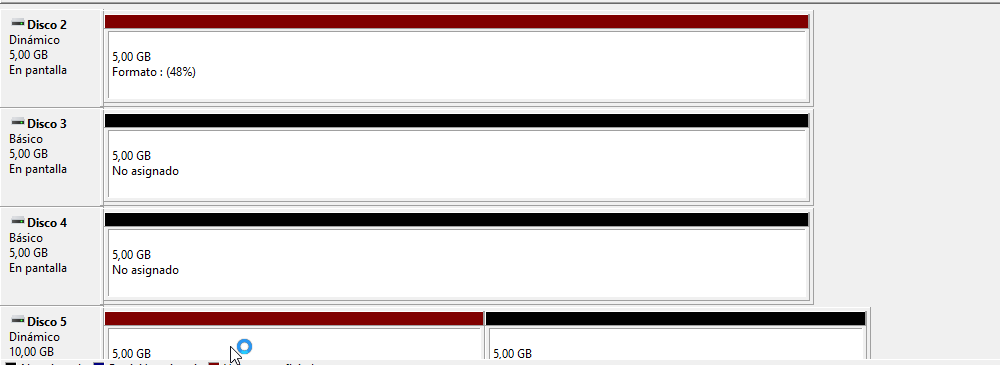 Disco 2
Dinámico
5,00 GB
En pantalla
5,00 GB
Formato : (48%)
Disco 3
Básico
5,00 GB
En pantalla
5,00 GB
No asignado
Disco 4
Básico
5,00 GB
En pantalla
5,00 GB
No asignado
Disco 5
Dinámico
10,00 GB
5,00 GB
5,00 GB